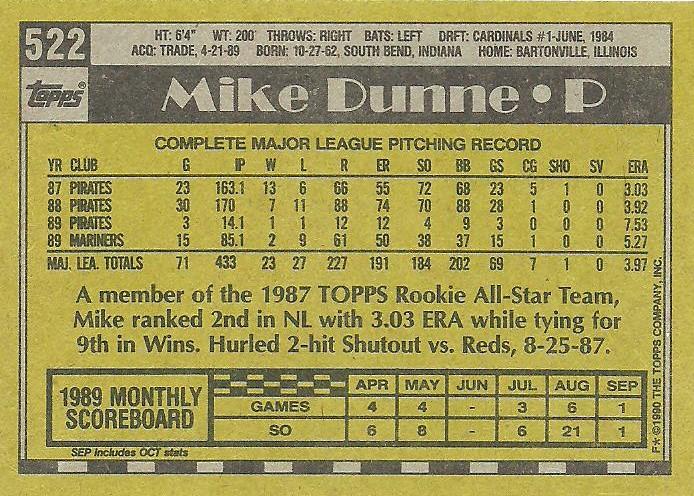 522
HT: 6'4" WT: 200 THROWS: RIGHT BATS: LEFT DRFT: CARDINALS #1-JUNE, 1984
ACQ: TRADE, 4-21-89 BORN: 10-27-62, SOUTH BEND, INDIANA HOME: BARTONVILLE, ILLINOIS
topps®
Mike Dunne • P
COMPLETE MAJOR LEAGUE PITCHING RECORD
YR CLUB G IP W L R ER SO BB GS CG SHO SV ERA
87 PIRATES 23 163.1 13 6 66 55 72 68 23 5 1 0 3.03
88 PIRATES 30 170 7 11 88 74 70 88 28 1 0 0 3.92
89 PIRATES 3 14.1 1 1 12 12 4 9 3 0 0 0 7.53
89 MARINERS 15 85.1 2 9 61 50 38 37 15 1 0 0 5.27
MAJ. LEA. TOTALS 71 433 23 27 227 191 184 202 69 7 1 0 3.97
A member of the 1987 TOPPS Rookie All-Star Team,
Mike ranked 2nd in NL with 3.03 ERA while tying for
9th in Wins. Hurled 2-hit Shutout vs. Reds, 8-25-87.
1989 MONTHLY
SCOREBOARD
APR MAY JUN JUL AUG SEP
GAMES 4 4 - 3 6 1
SO 6 8 - 6 21 1
SEP includes OCT stats
F* © 1990 THE TOPPS COMPANY, INC.